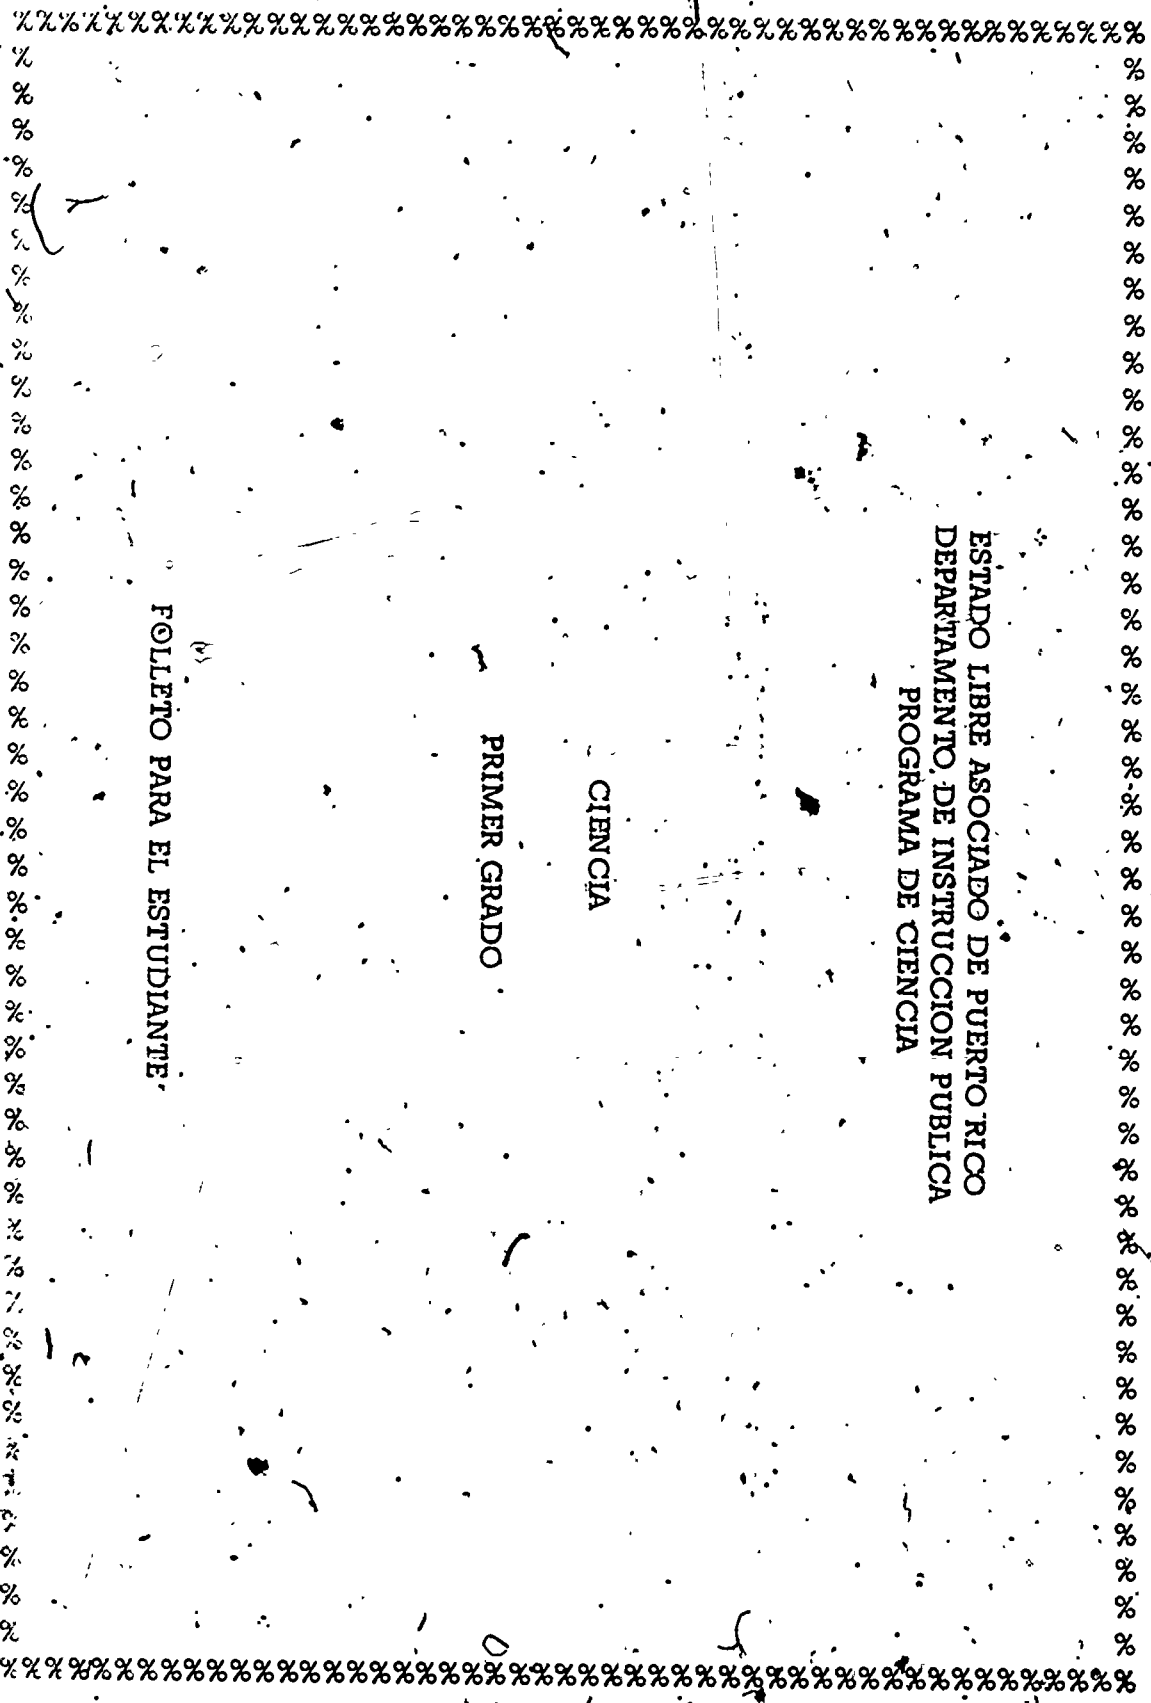 ESTADO LIBRE ASOCIADO DE PUERTO RICO
DEPARTAMENTO DE INSTRUCCION PUBLICA
PROGRAMA DE CIENCIA
CIENCIA
PRIMER GRADO
FOLLETO PARA EL ESTUDIANTE